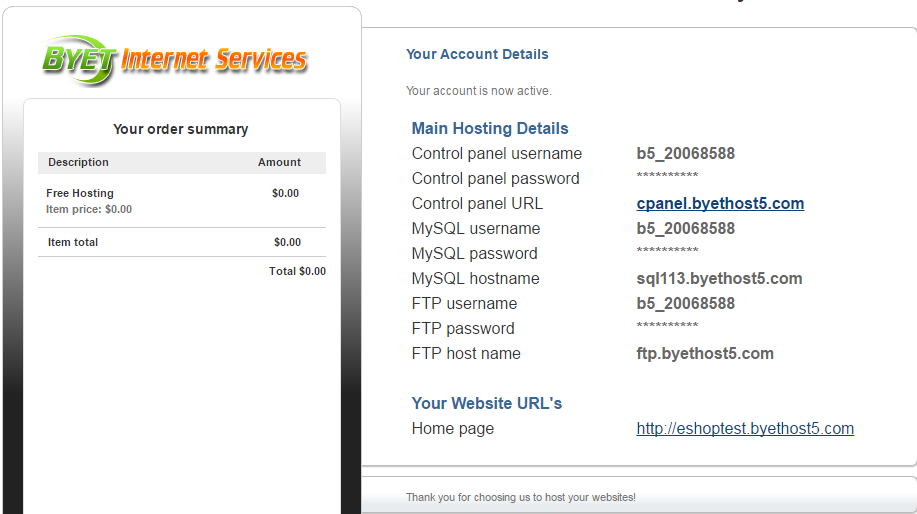 BYET Internet Services
Your order summary
Description Amount
Free Hosting $0.00
Item price: $0.00
Item total $0.00
Total $0.00
Your Account Details
Your account is now active.
Main Hosting Details
Control panel username b5_20068588
Control panel password **********
Control panel URL cpanel.byethost5.com
MySQL username b5_20068588
MySQL password **********
MySQL hostname sql113.byethost5.com
FTP username b5_20068588
FTP password **********
FTP host name ftp.byethost5.com
Your Website URL's
Home page http://eshoptest.byethost5.com
Thank you for choosing us to host your websites!